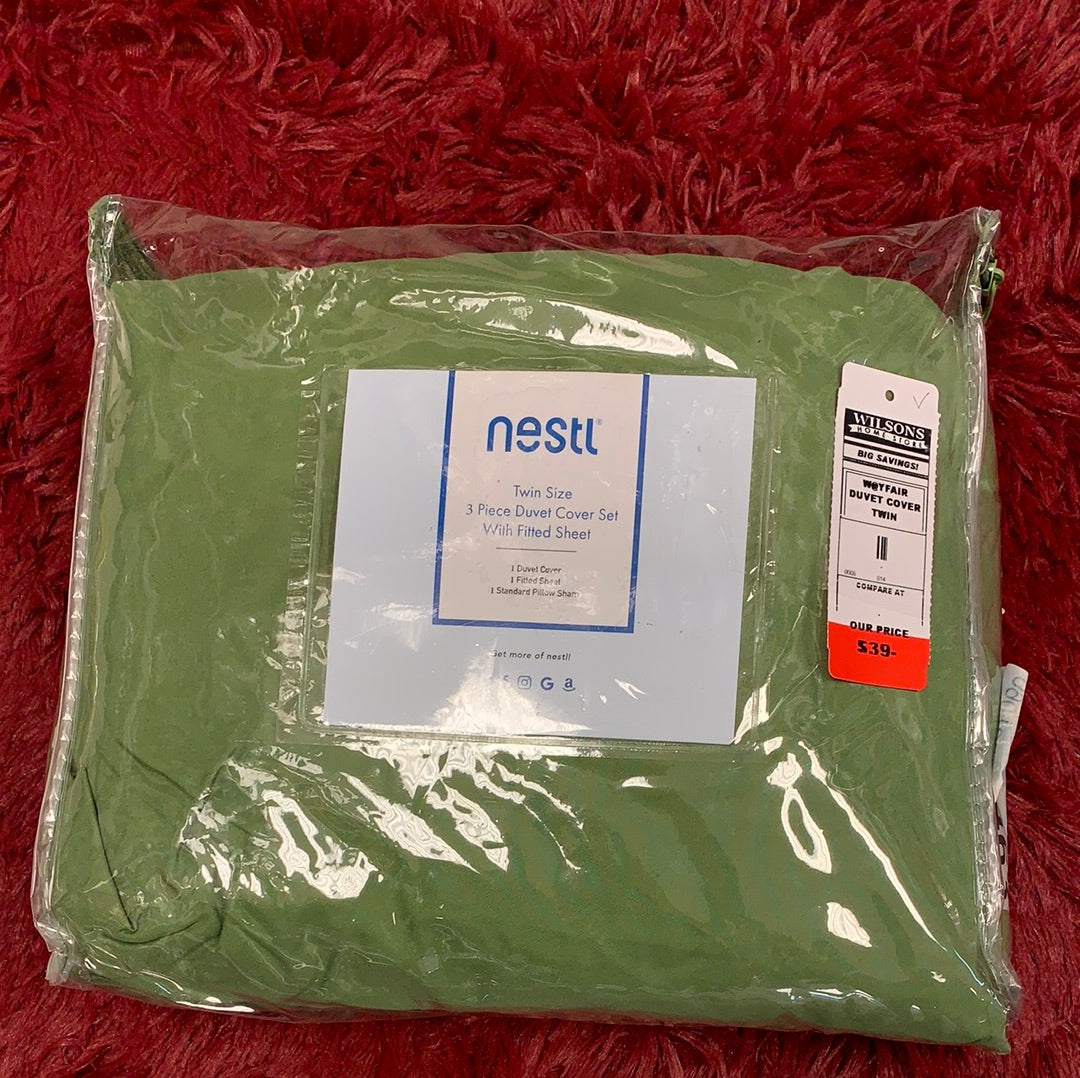 nestl
Twin Size
3 Piece Duvet Cover Set
With Fitted Sheet
1 Duvet Cover
1 Fitted Sheet
1 Standard Pillow Sham
Get more of nestl!
WILSONS
HOME STORE
BIG SAVINGS!
W@YFAIR
DUVET COVER
TWIN
014
COMPARE AT
OUR PRICE
$39-